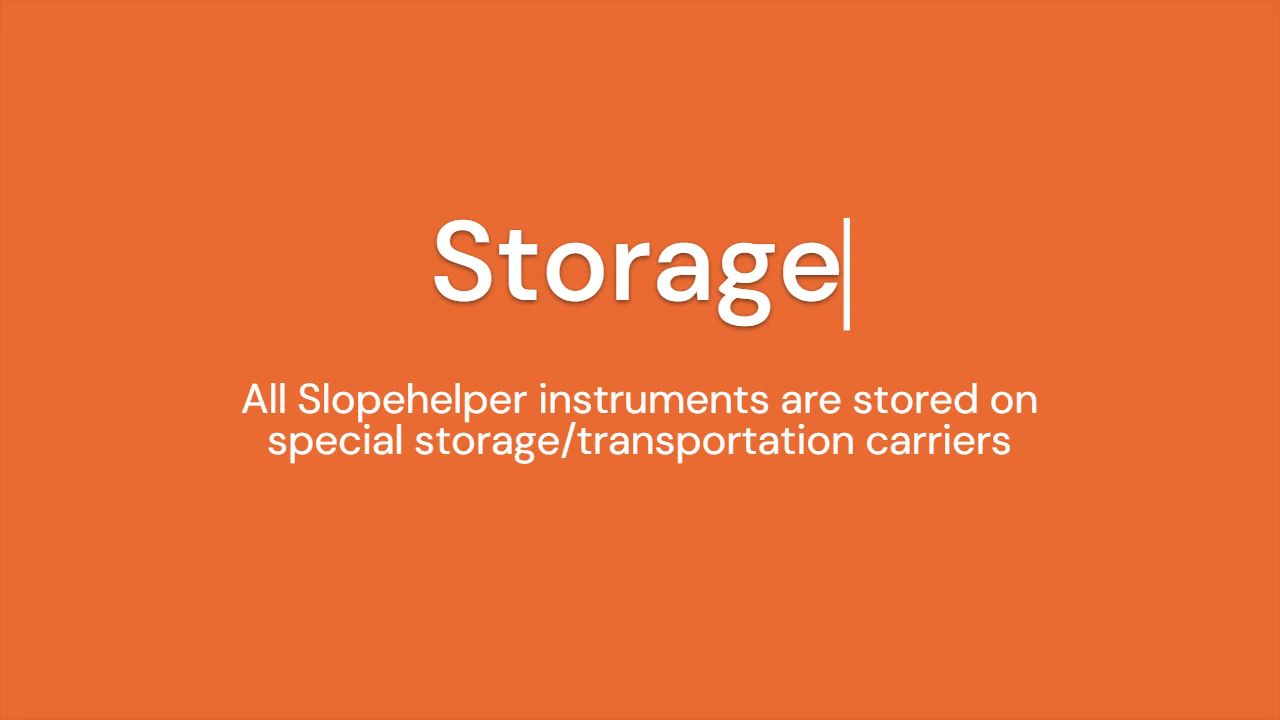 Storage
All Slopehelper instruments are stored on
special storage/transportation carriers